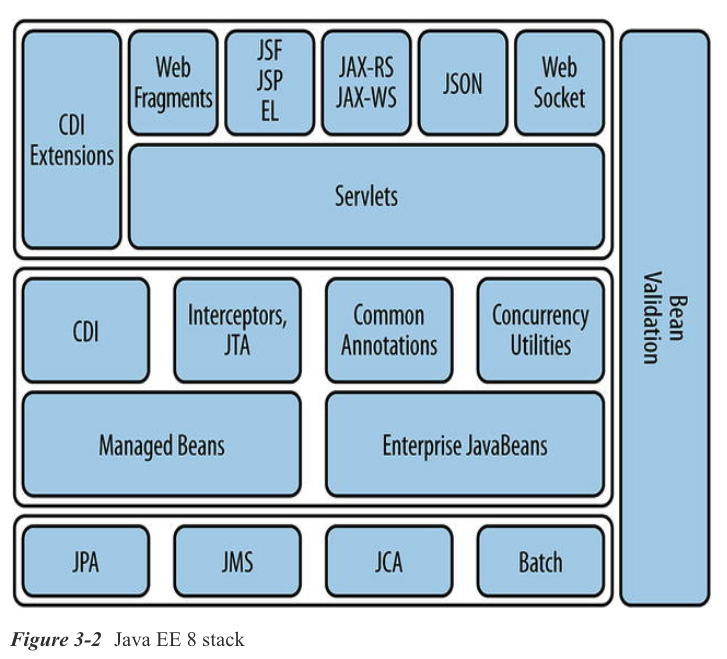 CDI
Extensions
Web
Fragments
JSF
JSP
EL
JAX-RS
JAX-WS
JSON
Web
Socket
Servlets
CDI
Interceptors,
JTA
Common
Annotations
Concurrency
Utilities
Managed Beans
Enterprise JavaBeans
JPA
JMS
JCA
Batch
Bean
Validation
Figure 3-2 Java EE 8 stack